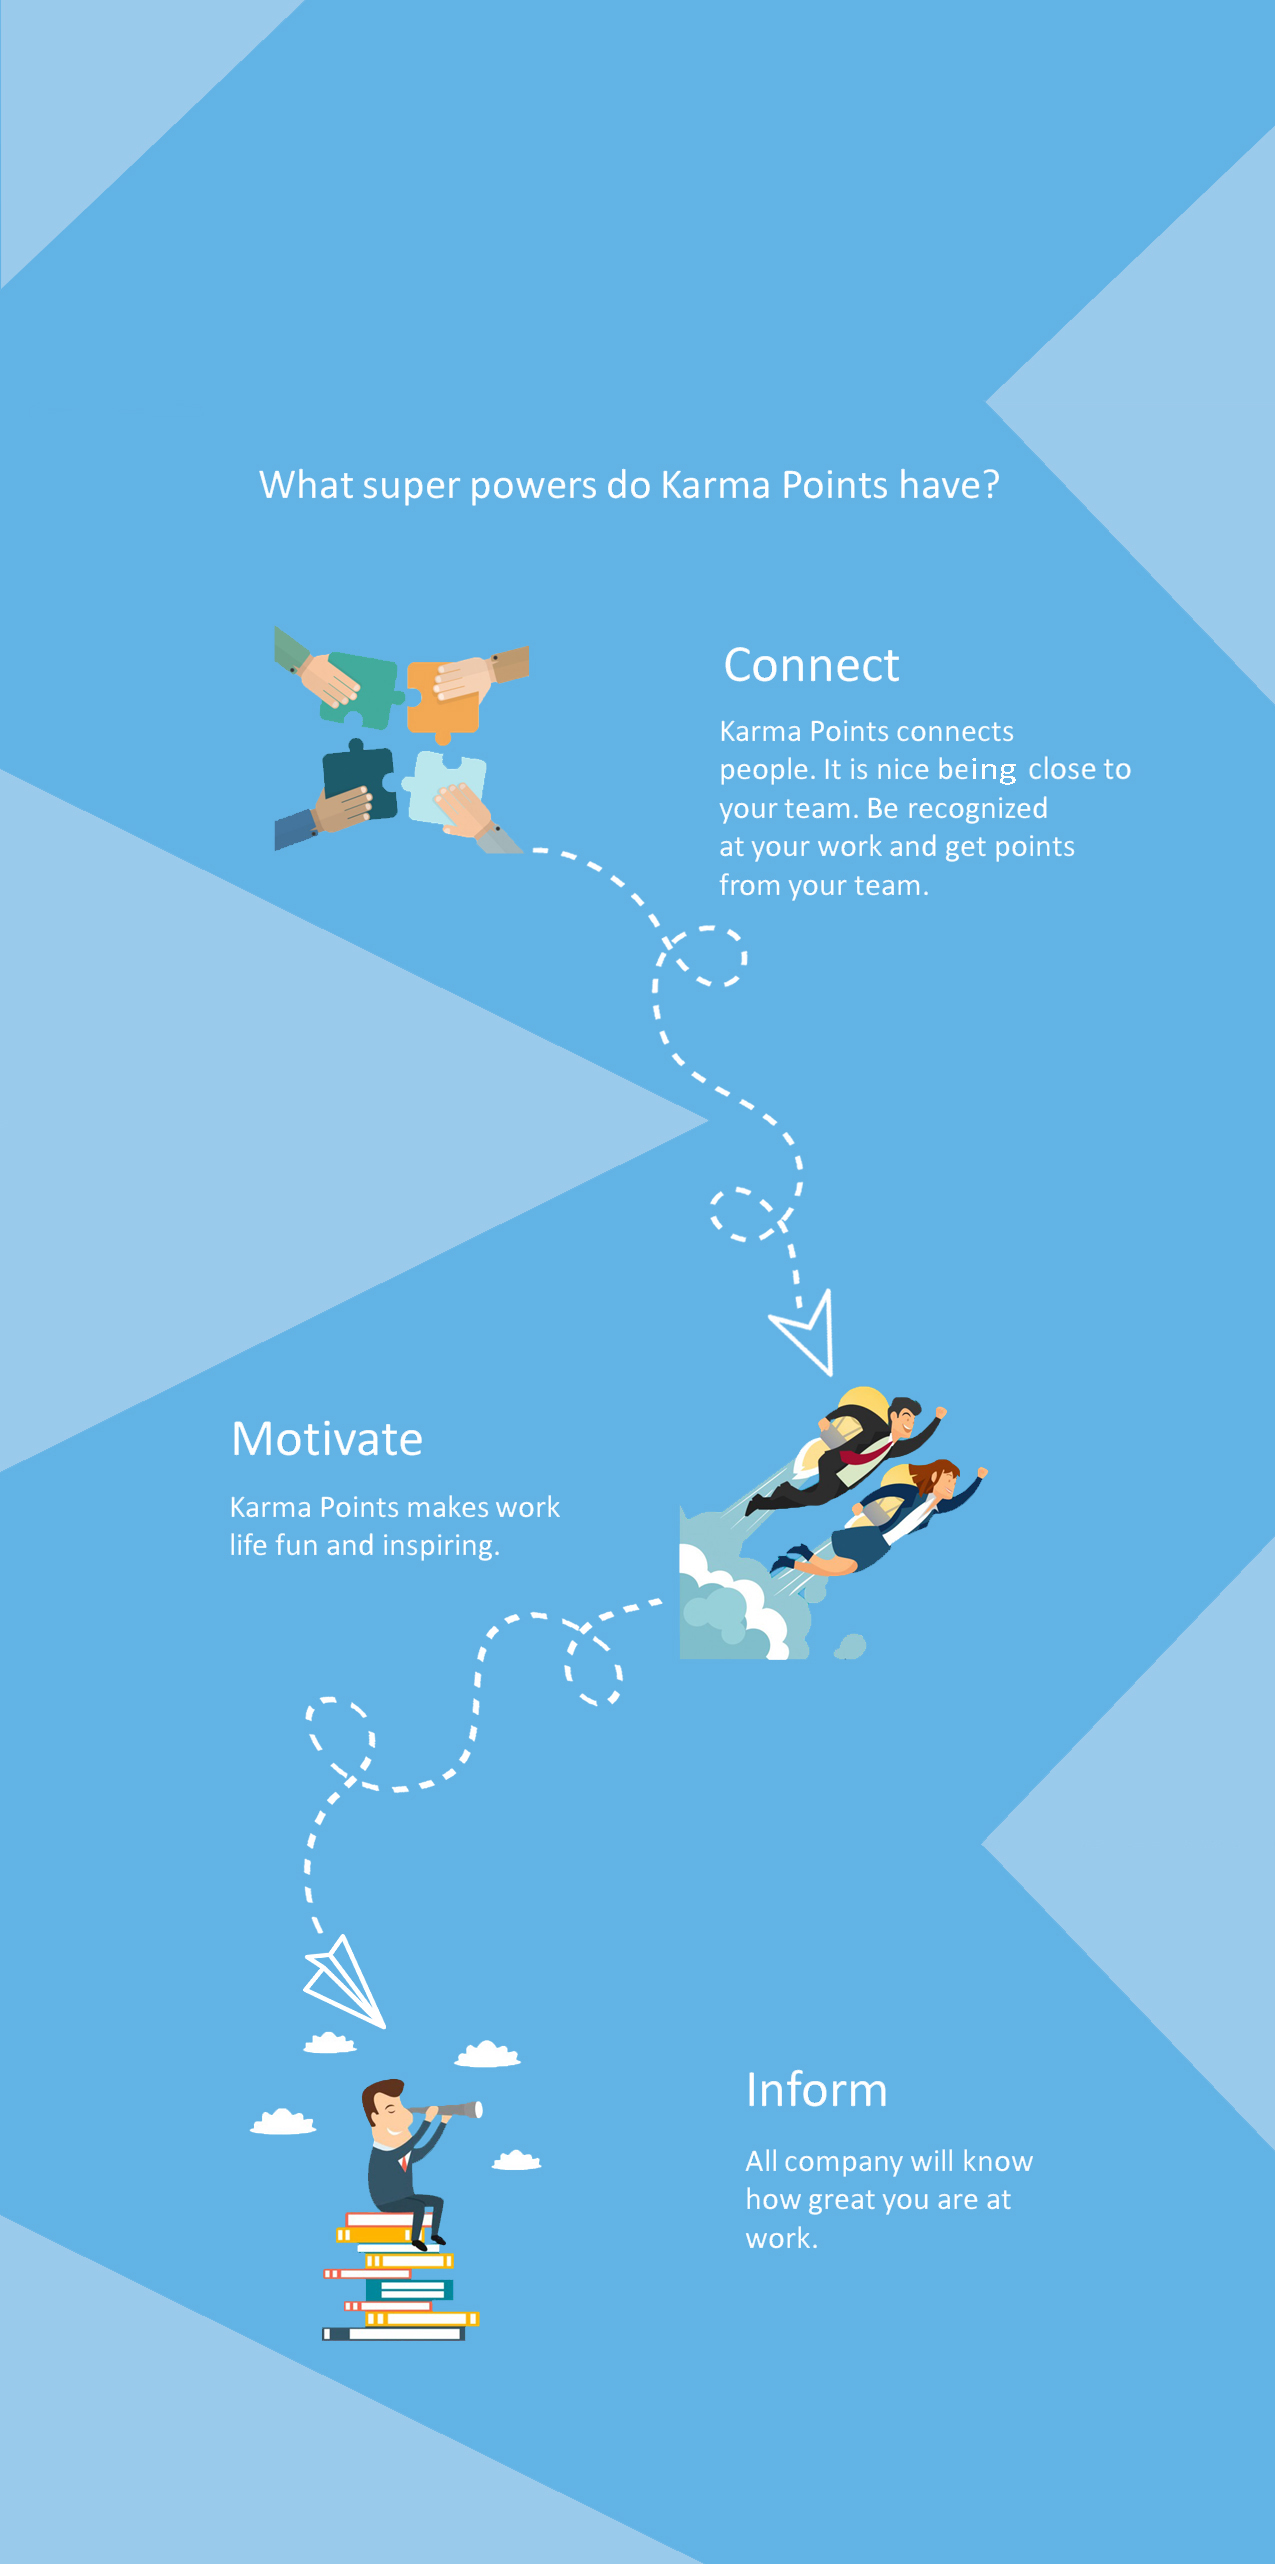 What super powers do Karma Points have?
Connect
Karma Points connects
people. It is nice being close to
your team. Be recognized
at your work and get points
from your team.
Motivate
Karma Points makes work
life fun and inspiring.
Inform
All company will know
how great you are at
work.